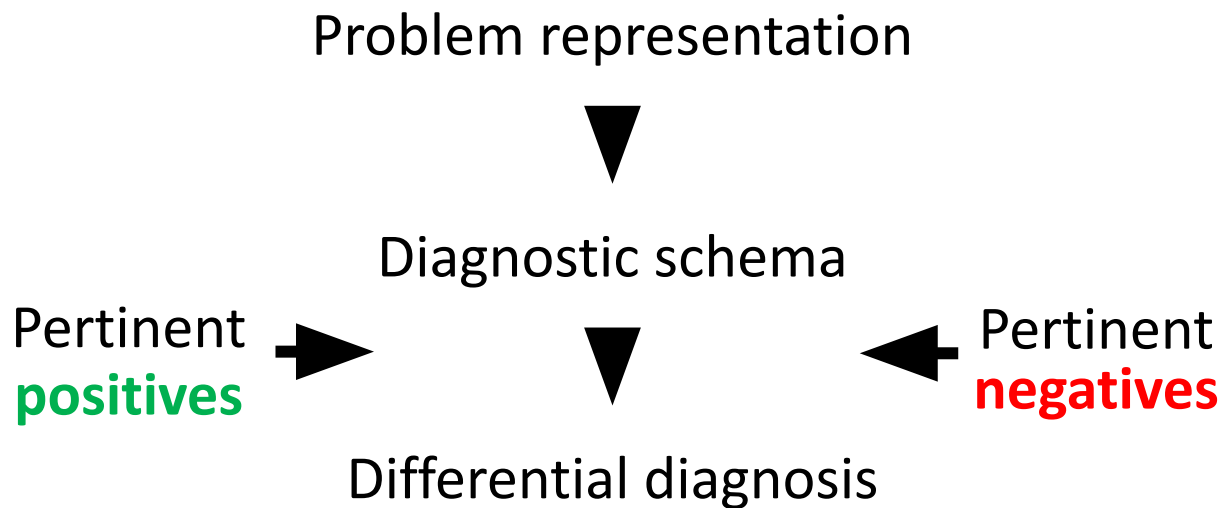 Problem representation
Diagnostic schema
Pertinent
positives
Pertinent
negatives
Differential diagnosis